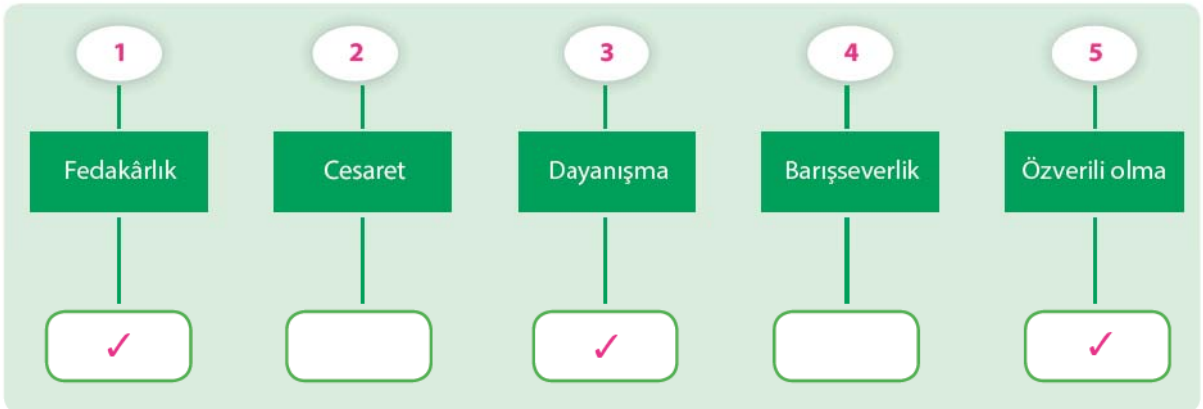 1 2 3 4 5
Fedakârlık Cesaret Dayanışma Barışseverlik Özverili olma
✓ ✓ ✓